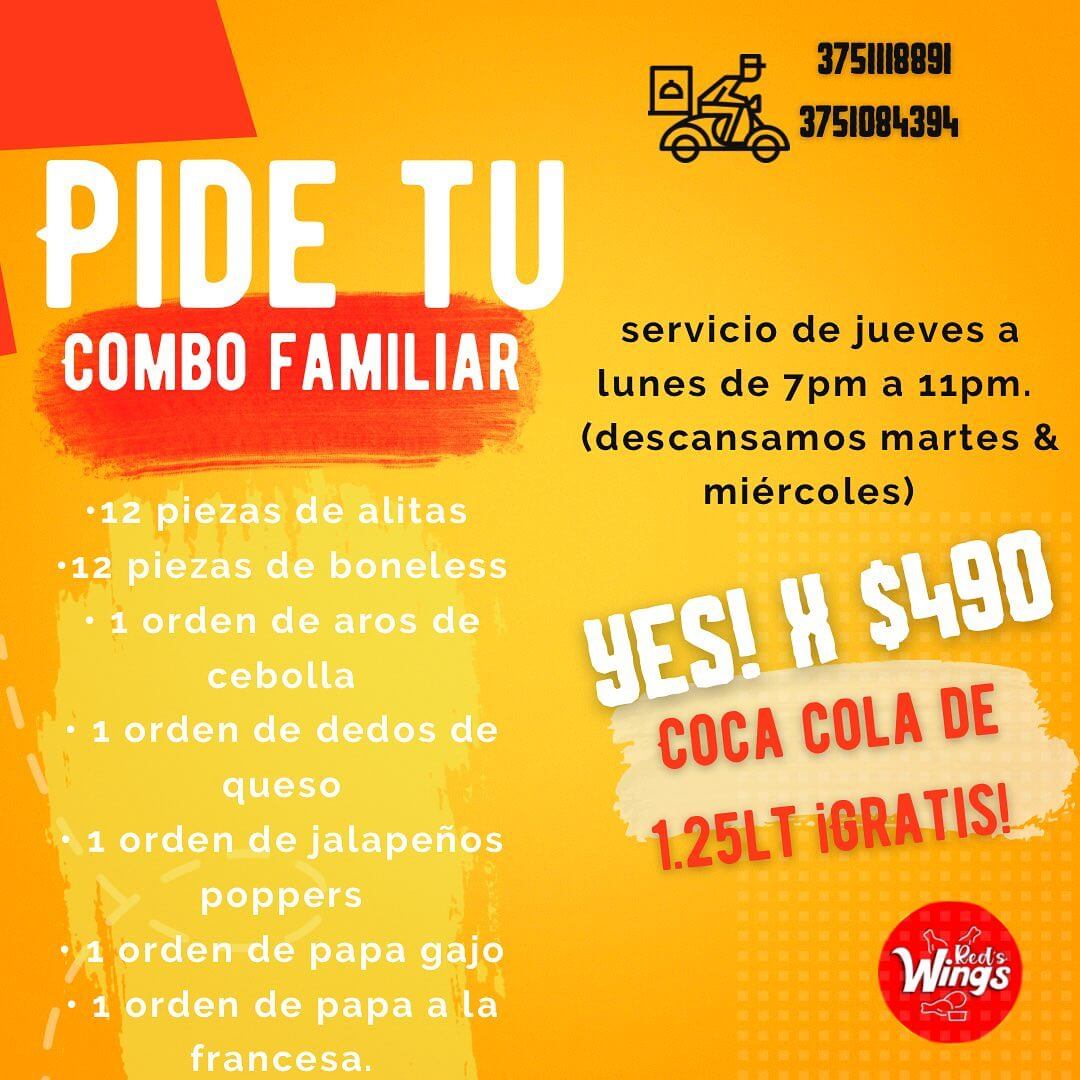 3751118891
3751084394
PIDE TU
COMBO FAMILIAR
servicio de jueves a
lunes de 7pm a 11pm.
(descansamos martes &
miércoles)
•12 piezas de alitas
•12 piezas de boneless
• 1 orden de aros de
cebolla
• 1 orden de dedos de
queso
• 1 orden de jalapeños
poppers
• 1 orden de papa gajo
• 1 orden de papa a la
francesa.
YES! X $490
COCA COLA DE
1.25LT ¡GRATIS!
Red's
Wings